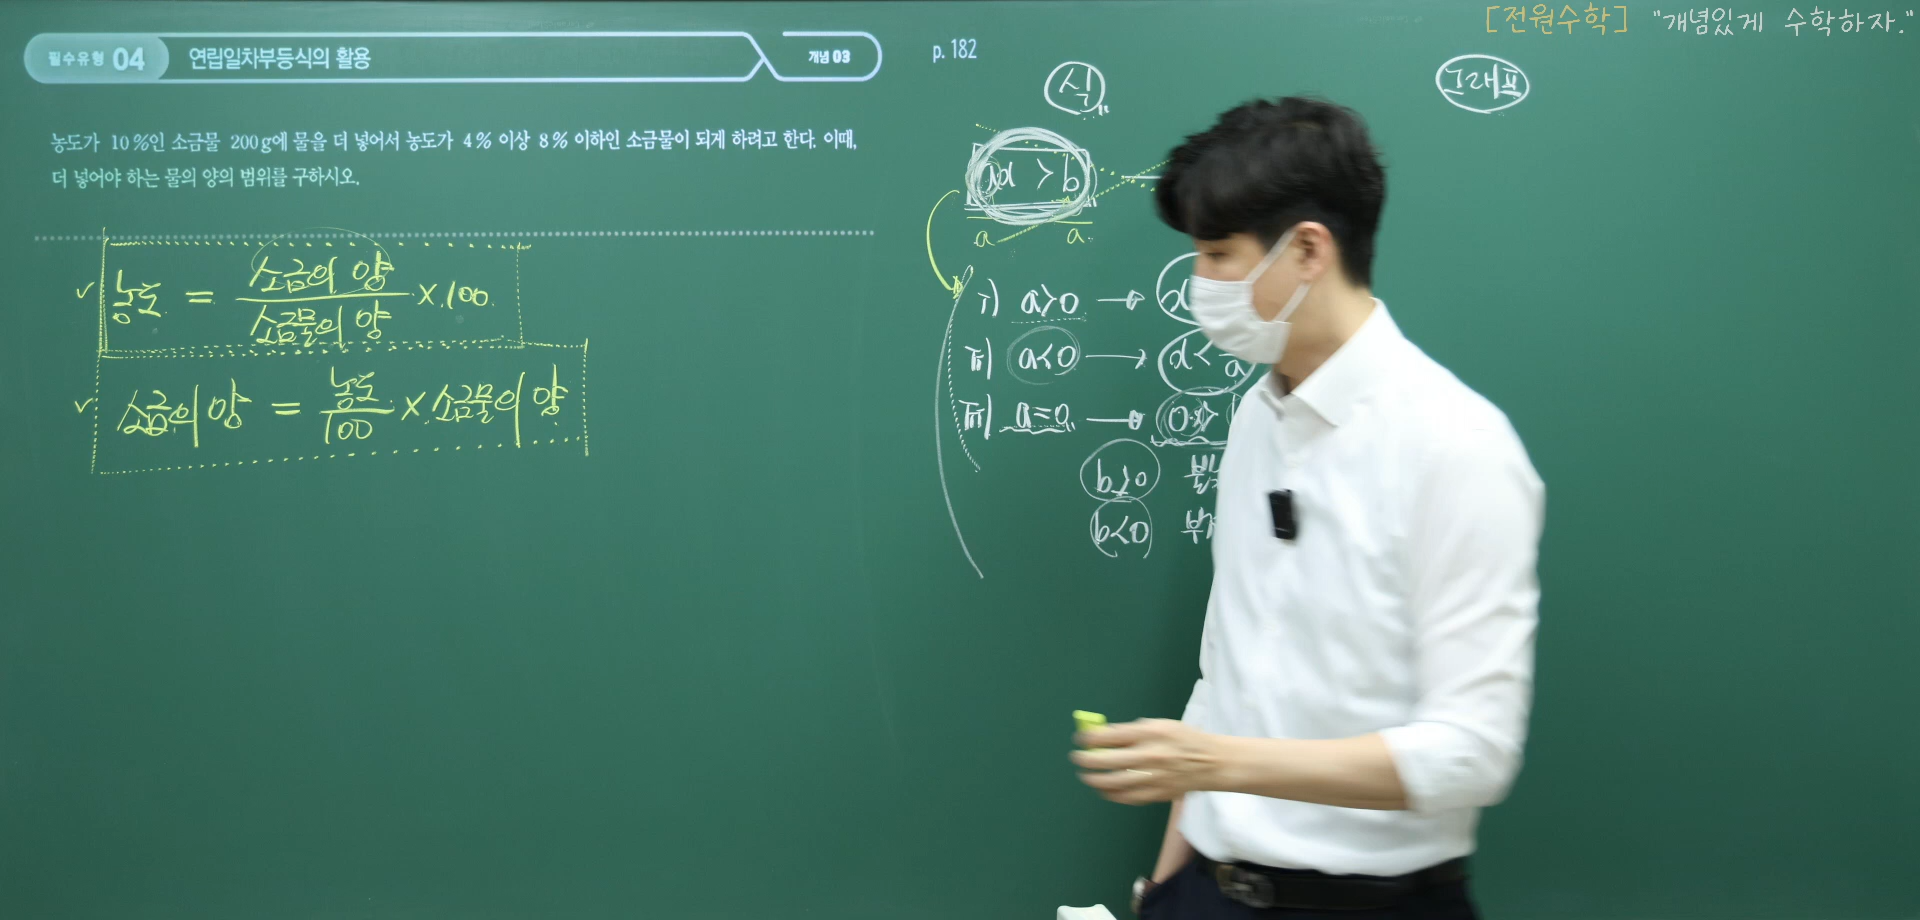 [전원수학] "개념있게 수학하자."
필수유형 04 연립일차부등식의 활용 개념 03
p. 182
농도가 10%인 소금물 200g에 물을 더 넣어서 농도가 4% 이상 8% 이하인 소금물이 되게 하려고 한다. 이때,
더 넣어야 하는 물의 양의 범위를 구하시오.
✓ 농도 = 소금의 양 / 소금물의 양 × 100
✓ 소금의 양 = 농도 / 100 × 소금물의 양
식
그래프
ax > b
a a
i) a>0 → x
ii) a<0 → x <
a
iii) a=0 → 0·x>
b≥0
b<0